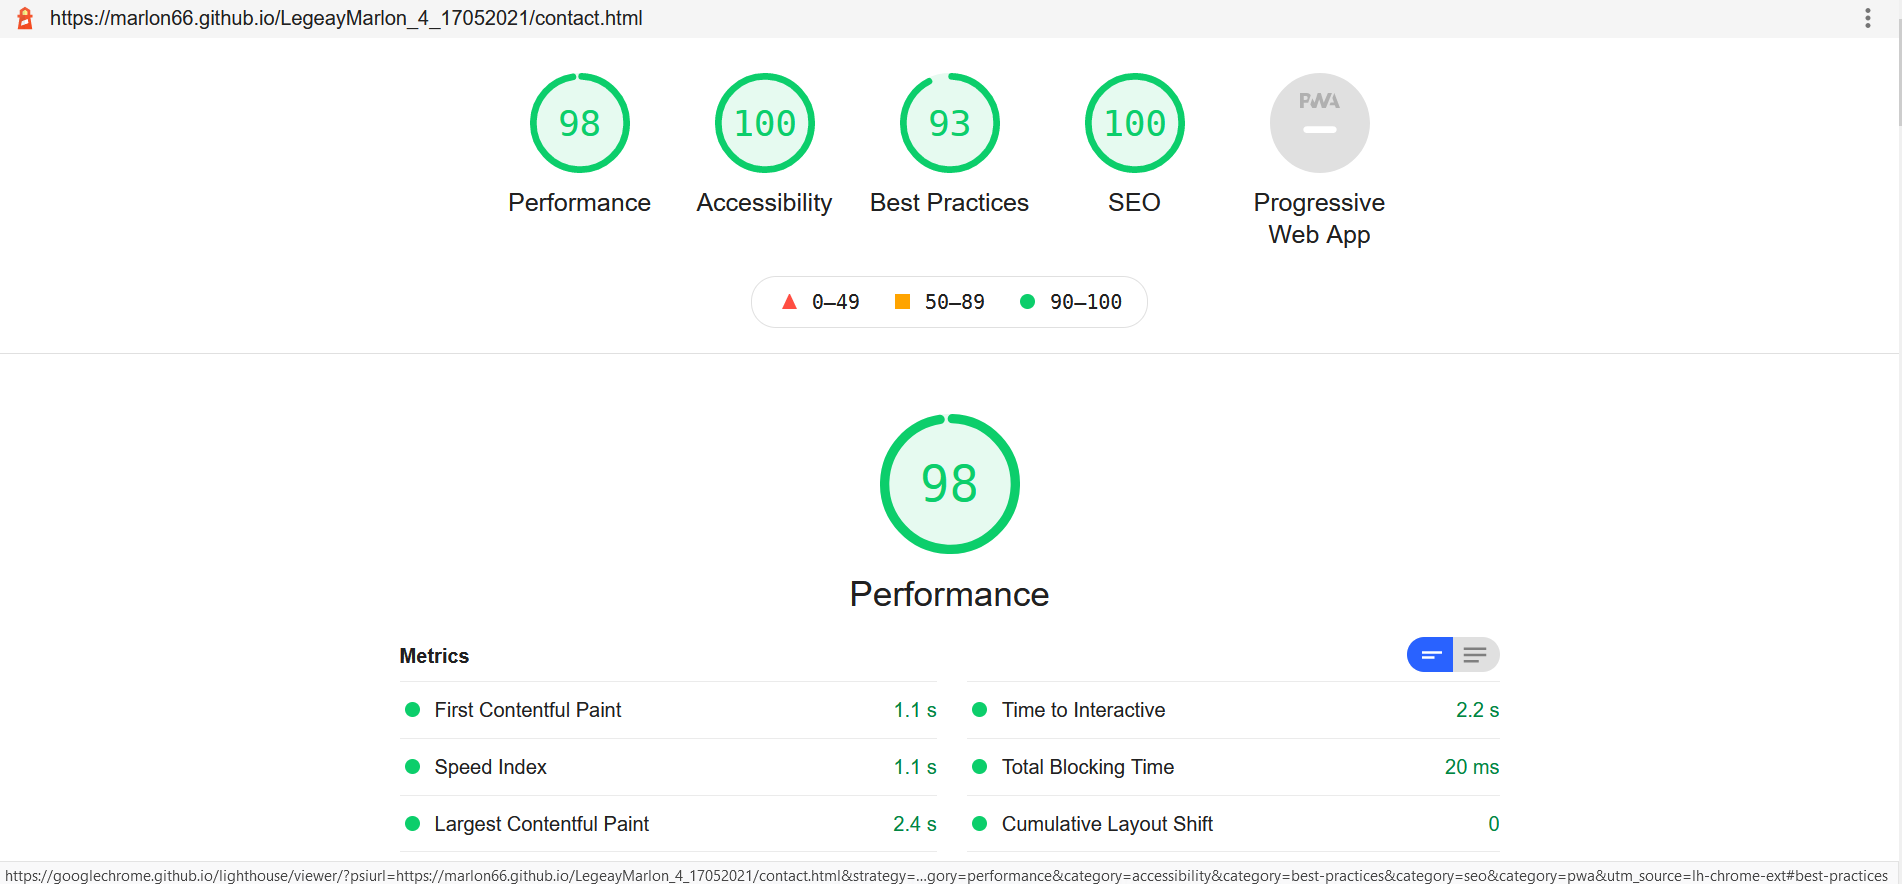 https://marlon66.github.io/LegeayMarlon_4_17052021/contact.html
98 100 93 100 PWA
Performance Accessibility Best Practices SEO Progressive Web App
0–49 50–89 90–100
98
Performance
Metrics
First Contentful Paint 1.1 s
Time to Interactive 2.2 s
Speed Index 1.1 s
Total Blocking Time 20 ms
Largest Contentful Paint 2.4 s
Cumulative Layout Shift 0
https://googlechrome.github.io/lighthouse/viewer/?psiurl=https://marlon66.github.io/LegeayMarlon_4_17052021/contact.html&strategy=...gory=performance&category=accessibility&category=best-practices&category=seo&category=pwa&utm_source=lh-chrome-ext#best-practices